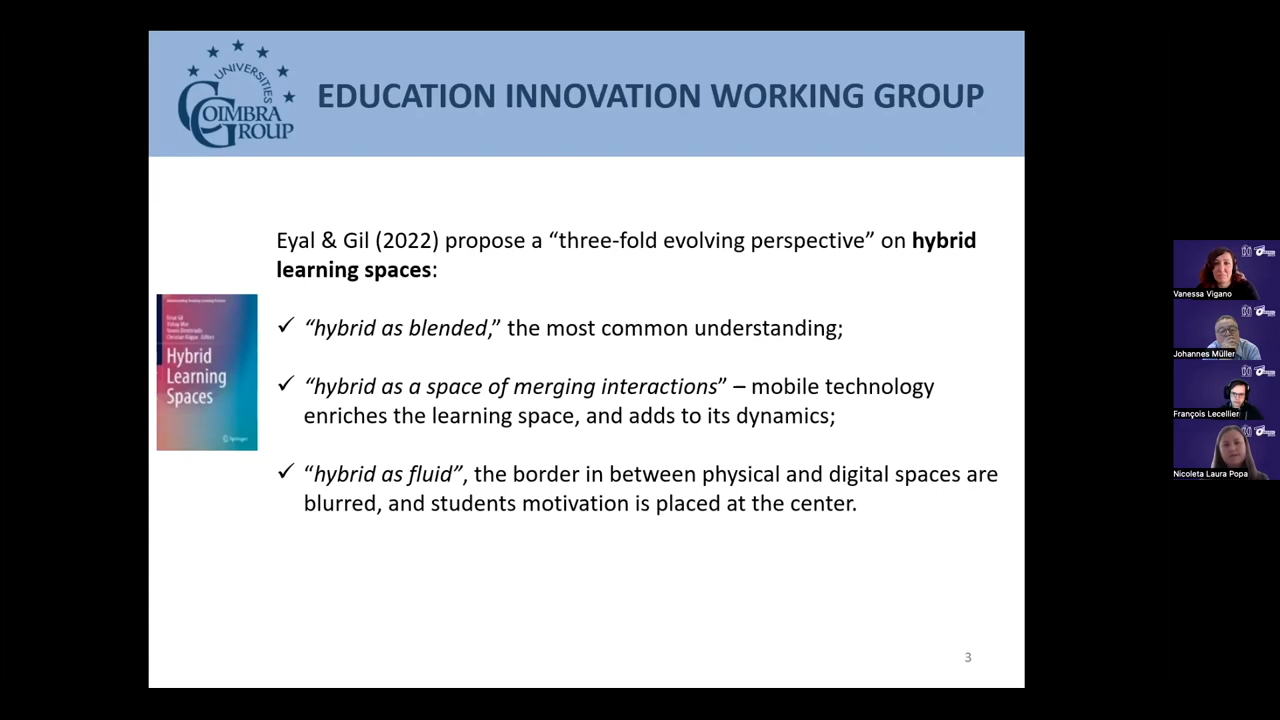 UNIVERSITIES
COIMBRA
GROUP
EDUCATION INNOVATION WORKING GROUP
Eyal & Gil (2022) propose a “three-fold evolving perspective” on hybrid
learning spaces:
✓ “hybrid as blended,” the most common understanding;
✓ “hybrid as a space of merging interactions” – mobile technology
enriches the learning space, and adds to its dynamics;
✓ “hybrid as fluid”, the border in between physical and digital spaces are
blurred, and students motivation is placed at the center.
Hybrid
Learning
Spaces
Springer
3
Vanessa Vigano
Johannes Müller
François Lecellier
Nicoleta Laura Popa